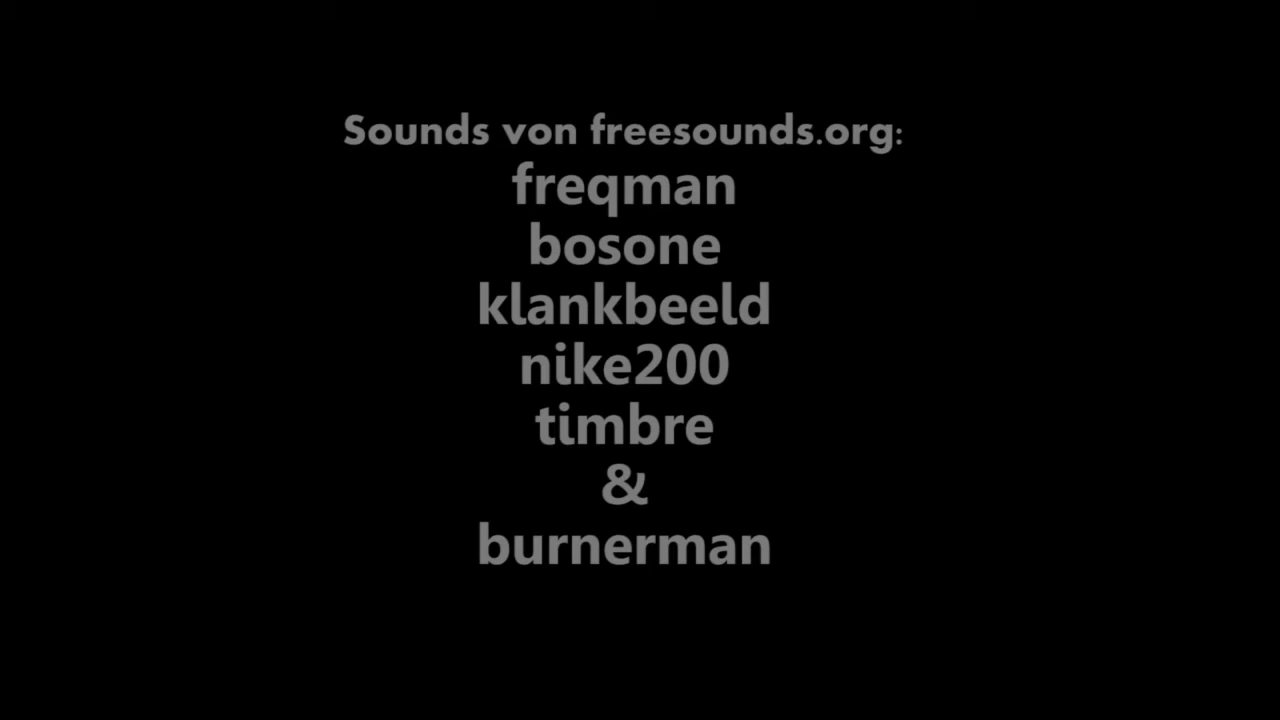 Sounds von freesounds.org:
freqman
bosone
klankbeeld
nike200
timbre
&
burnerman